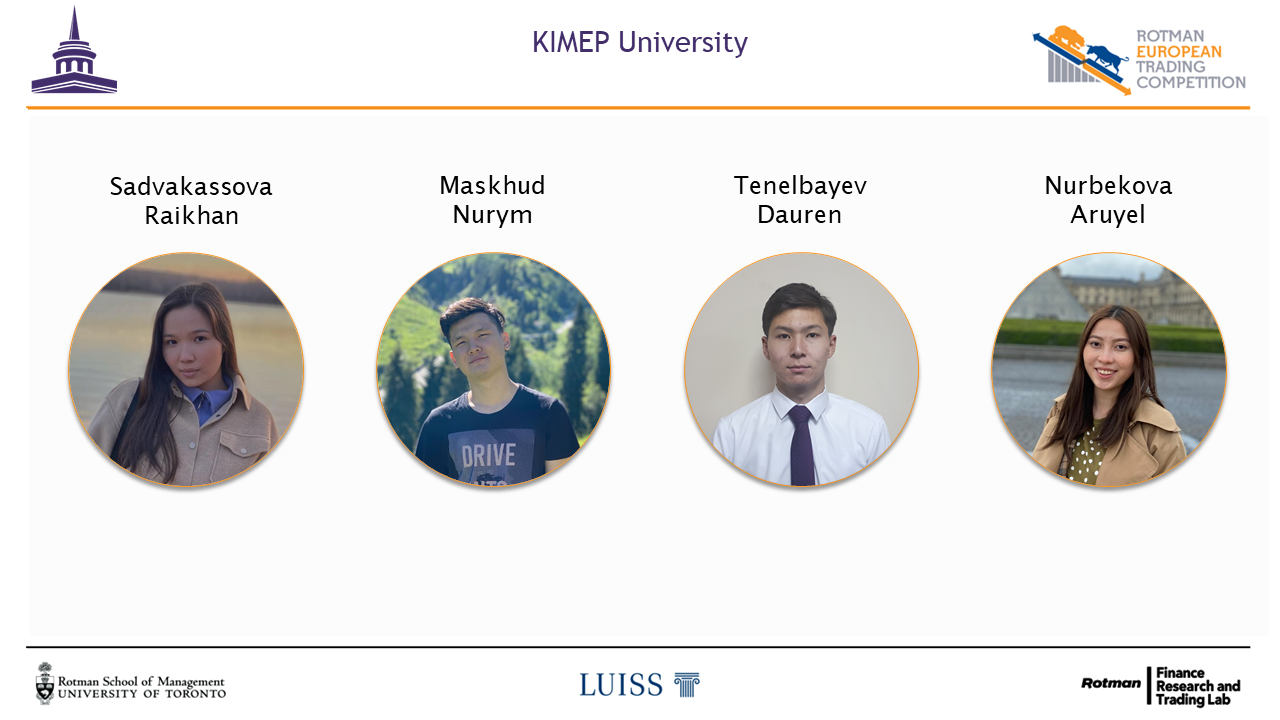 KIMEP University
ROTMAN
EUROPEAN
TRADING
COMPETITION
Sadvakassova
Raikhan
Maskhud
Nurym
Tenelbayev
Dauren
Nurbekova
Aruyel
DRIVE
INTO
Rotman School of Management
UNIVERSITY OF TORONTO
LUISS
Rotman
Finance
Research and
Trading Lab